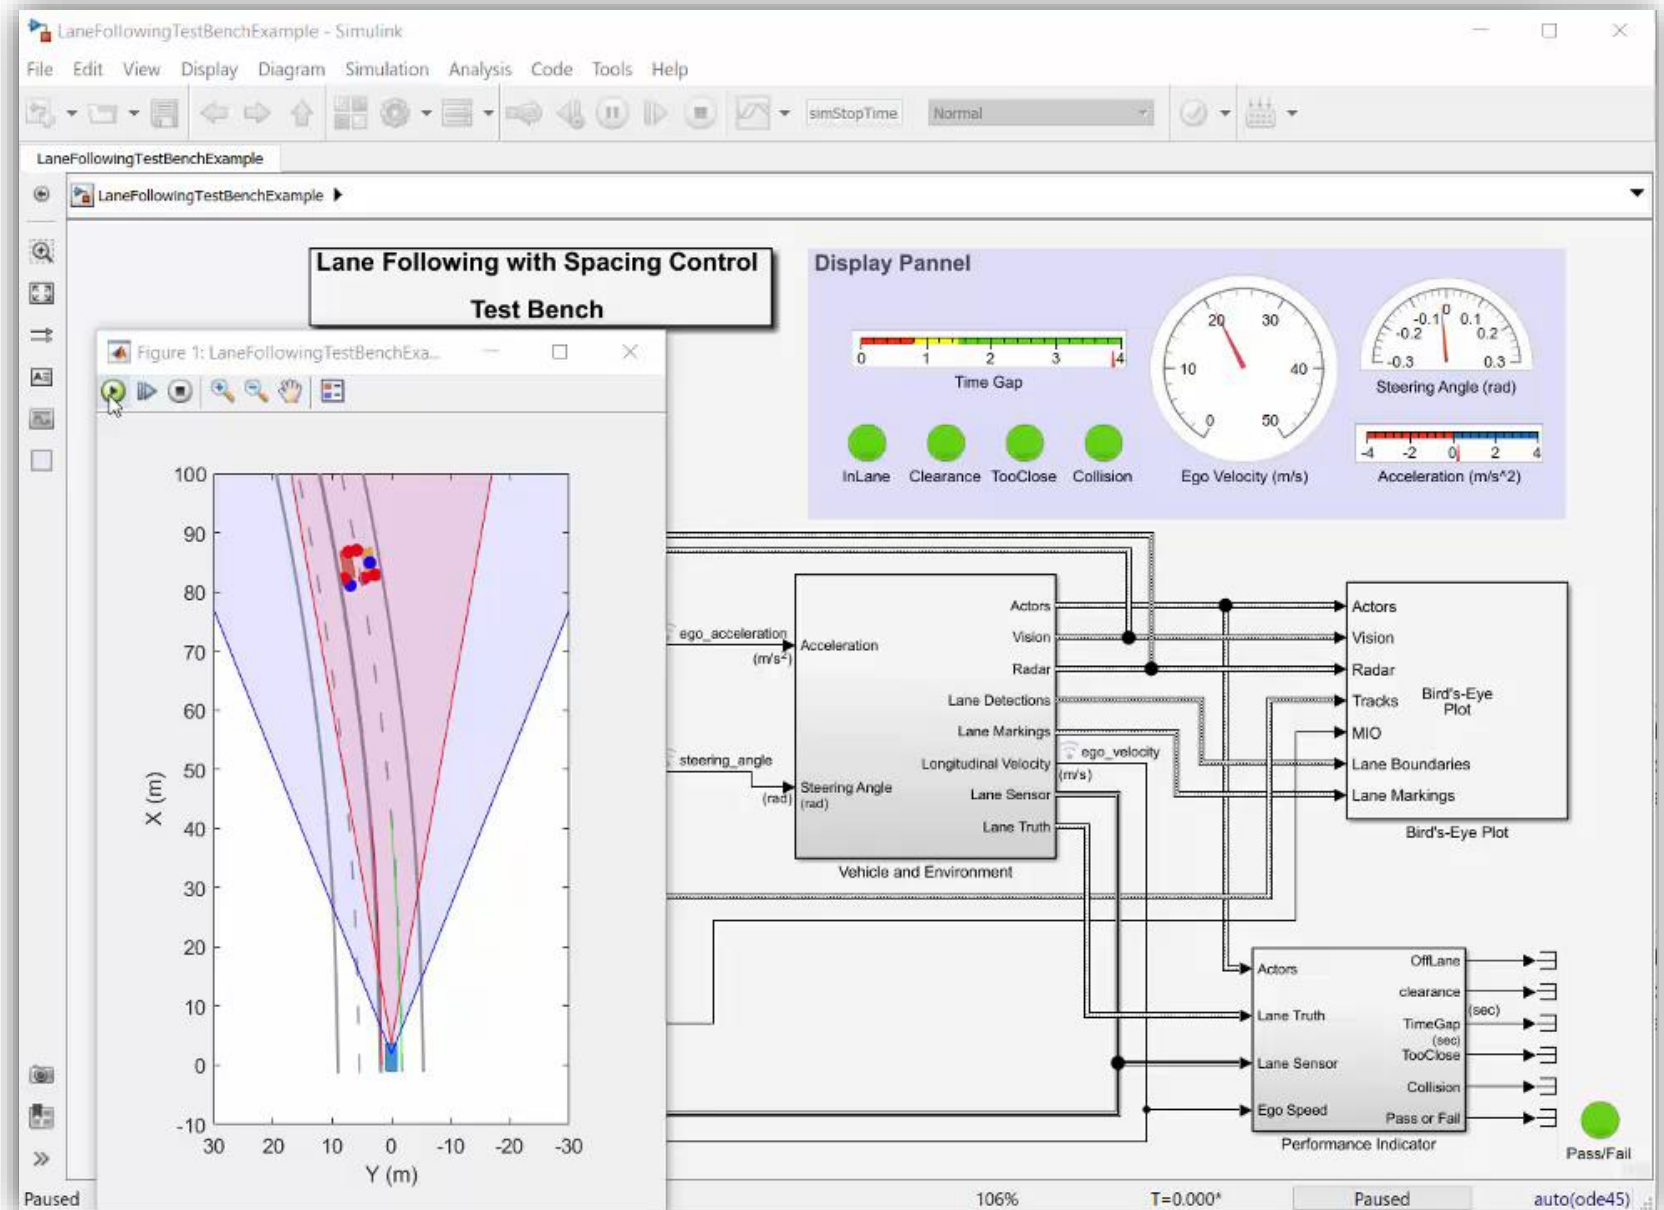 LaneFollowingTestBenchExample - Simulink
File Edit View Display Diagram Simulation Analysis Code Tools Help
simStopTime Normal
LaneFollowingTestBenchExample
LaneFollowingTestBenchExample
Lane Following with Spacing Control
Test Bench
Display Pannel
0 1 2 3 4
Time Gap
InLane Clearance TooClose Collision
0 10 20 30 40 50
Ego Velocity (m/s)
-0.3 -0.2 -0.1 0 0.1 0.2 0.3
Steering Angle (rad)
-4 -2 0 2 4
Acceleration (m/s^2)
Figure 1: LaneFollowingTestBenchExa...
100
90
80
70
60
50
40
30
20
10
0
-10
X (m)
30 20 10 0 -10 -20 -30
Y (m)
ego_acceleration
(m/s²)
steering_angle
(rad)
Acceleration
Steering Angle
(rad)
Actors
Vision
Radar
Lane Detections
Lane Markings
Longitudinal Velocity
Lane Sensor
Lane Truth
Vehicle and Environment
ego_velocity
(m/s)
Actors
Vision
Radar
Tracks
MIO
Lane Boundaries
Lane Markings
Bird's-Eye
Plot
Bird's-Eye Plot
Actors
Lane Truth
Lane Sensor
Ego Speed
OffLane
clearance
TimeGap
(sec)
TooClose
Collision
Pass or Fail
(sec)
Performance Indicator
Pass/Fail
Paused 106% T=0.000* Paused auto(ode45)